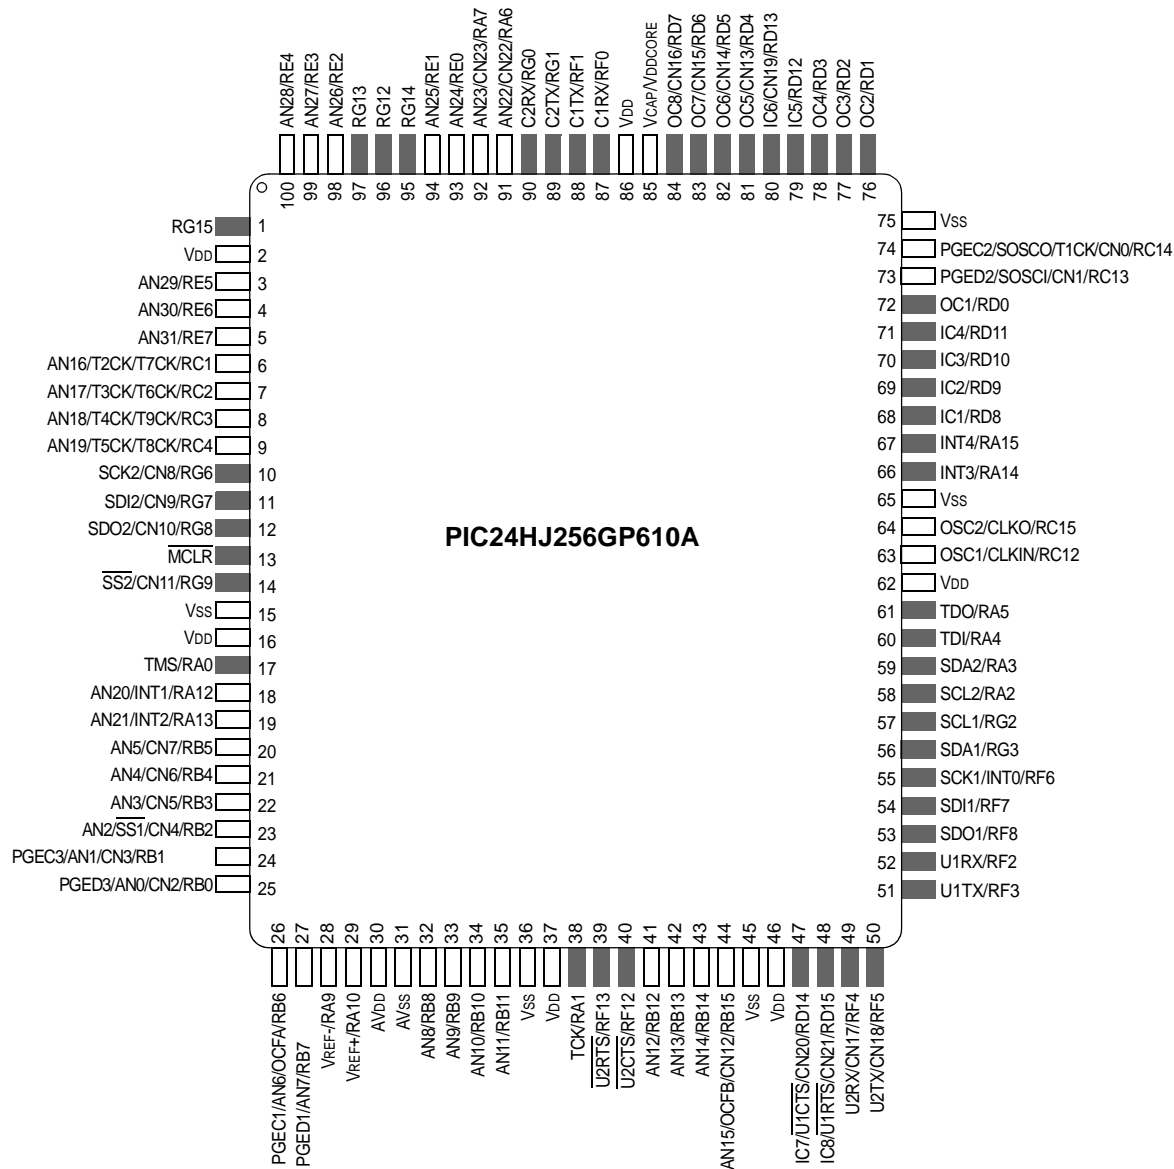 AN28/RE4
AN27/RE3
AN26/RE2
RG13
RG12
RG14
AN25/RE1
AN24/RE0
AN23/CN23/RA7
AN22/CN22/RA6
C2RX/RG0
C2TX/RG1
C1TX/RF1
C1RX/RF0
VDD
VCAP/VDDCORE
OC8/CN16/RD7
OC7/CN15/RD6
OC6/CN14/RD5
OC5/CN13/RD4
IC6/CN19/RD13
IC5/RD12
OC4/RD3
OC3/RD2
OC2/RD1
100
99
98
97
96
95
94
93
92
91
90
89
88
87
86
85
84
83
82
81
80
79
78
77
76
RG15 1
VDD 2
AN29/RE5 3
AN30/RE6 4
AN31/RE7 5
AN16/T2CK/T7CK/RC1 6
AN17/T3CK/T6CK/RC2 7
AN18/T4CK/T9CK/RC3 8
AN19/T5CK/T8CK/RC4 9
SCK2/CN8/RG6 10
SDI2/CN9/RG7 11
SDO2/CN10/RG8 12
MCLR 13
SS2/CN11/RG9 14
VSS 15
VDD 16
TMS/RA0 17
AN20/INT1/RA12 18
AN21/INT2/RA13 19
AN5/CN7/RB5 20
AN4/CN6/RB4 21
AN3/CN5/RB3 22
AN2/SS1/CN4/RB2 23
PGEC3/AN1/CN3/RB1 24
PGED3/AN0/CN2/RB0 25
PIC24HJ256GP610A
75 VSS
74 PGEC2/SOSCO/T1CK/CN0/RC14
73 PGED2/SOSCI/CN1/RC13
72 OC1/RD0
71 IC4/RD11
70 IC3/RD10
69 IC2/RD9
68 IC1/RD8
67 INT4/RA15
66 INT3/RA14
65 VSS
64 OSC2/CLKO/RC15
63 OSC1/CLKIN/RC12
62 VDD
61 TDO/RA5
60 TDI/RA4
59 SDA2/RA3
58 SCL2/RA2
57 SCL1/RG2
56 SDA1/RG3
55 SCK1/INT0/RF6
54 SDI1/RF7
53 SDO1/RF8
52 U1RX/RF2
51 U1TX/RF3
26
27
28
29
30
31
32
33
34
35
36
37
38
39
40
41
42
43
44
45
46
47
48
49
50
PGEC1/AN6/OCFA/RB6
PGED1/AN7/RB7
VREF-/RA9
VREF+/RA10
AVDD
AVSS
AN8/RB8
AN9/RB9
AN10/RB10
AN11/RB11
VSS
VDD
TCK/RA1
U2RTS/RF13
U2CTS/RF12
AN12/RB12
AN13/RB13
AN14/RB14
AN15/OCFB/CN12/RB15
VSS
VDD
IC7/U1CTS/CN20/RD14
IC8/U1RTS/CN21/RD15
U2RX/CN17/RF4
U2TX/CN18/RF5